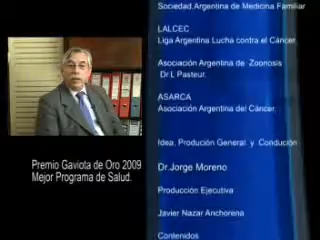 Sociedad.Argentina de Medicina Familiar
LALCEC
Liga Argentina Lucha contra el Cáncer.
Asociación Argentina de Zoonosis
Dr L Pasteur.
ASARCA
Asociación Argentina del Cáncer.
Idea, Produción General y Condución
Dr.Jorge Moreno
Producción Ejecutiva
Javier Nazar Anchorena
Contenidos
Premio Gaviota de Oro 2009
Mejor Programa de Salud.